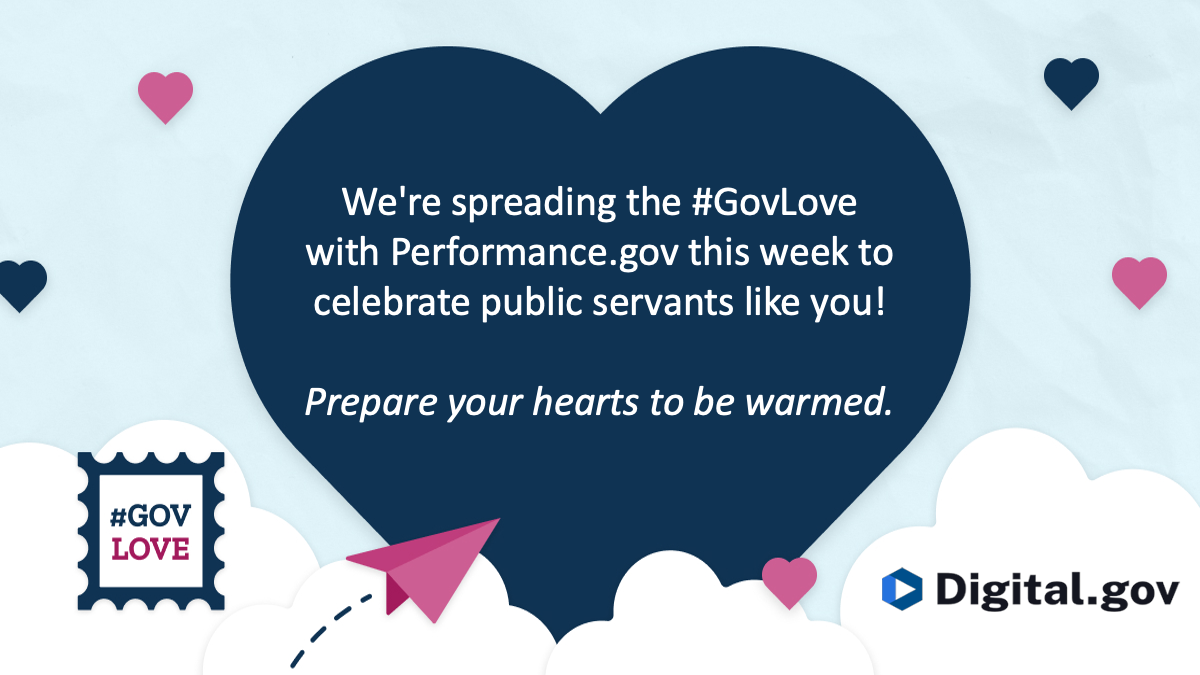 We're spreading the #GovLove
with Performance.gov this week to
celebrate public servants like you!
Prepare your hearts to be warmed.
#GOV
LOVE
Digital.gov